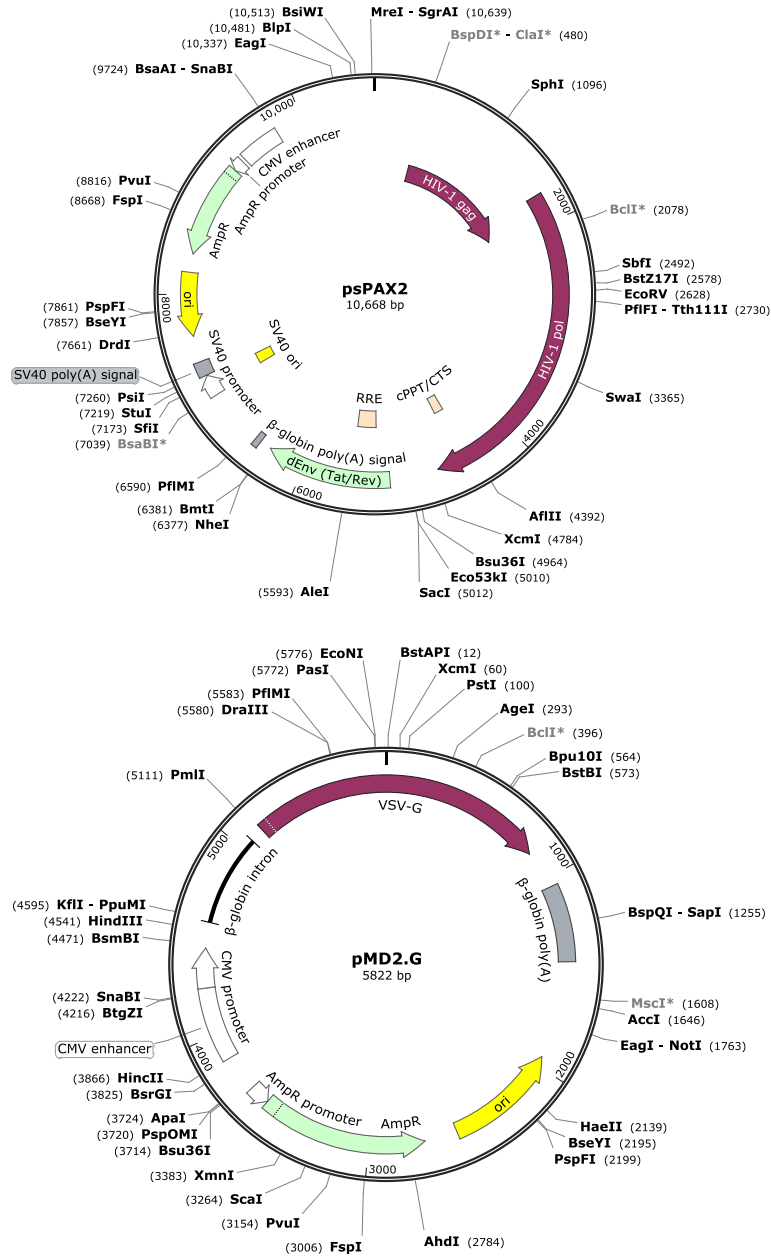 (10,513) BsiWI
(10,481) BlpI
(10,337) EagI
(9724) BsaAI - SnaBI
MreI - SgrAI (10,639)
BspDI* - ClaI* (480)
SphI (1096)
10,000
CMV enhancer
AmpR promoter
HIV-1 gag
2000
BclI* (2078)
(8816) PvuI
(8668) FspI
AmpR
psPAX2
10,668 bp
SbfI (2492)
BstZ17I (2578)
EcoRV (2628)
PflFI - Tth111I (2730)
8000
ori
(7861) PspFI
(7857) BseYI
(7661) DrdI
SV40 poly(A) signal
SV40 promoter
SV40 ori
HIV-1 pol
(7260) PsiI
(7219) StuI
(7173) SfiI
(7039) BsaBI*
RRE
cPPT/CTS
SwaI (3365)
β-globin poly(A) signal
dEnv (Tat/Rev)
4000
6000
(6590) PflMI
(6381) BmtI
(6377) NheI
(5593) AleI
AflII (4392)
XcmI (4784)
Bsu36I (4964)
Eco53kI (5010)
SacI (5012)
(5776) EcoNI
(5772) PasI
(5583) PflMI
(5580) DraIII
(5111) PmlI
BstAPI (12)
XcmI (60)
PstI (100)
AgeI (293)
BclI* (396)
Bpu10I (564)
BstBI (573)
VSV-G
5000
1000
β-globin intron
β-globin poly(A)
(4595) KflI - PpuMI
(4541) HindIII
(4471) BsmBI
BspQI - SapI (1255)
pMD2.G
5822 bp
CMV promoter
(4222) SnaBI
(4216) BtgZI
CMV enhancer
4000
MscI* (1608)
AccI (1646)
EagI - NotI (1763)
2000
(3866) HincII
(3825) BsrGI
(3724) ApaI
(3720) PspOMI
(3714) Bsu36I
(3383) XmnI
(3264) ScaI
(3154) PvuI
(3006) FspI
AmpR promoter
AmpR
ori
3000
HaeII (2139)
BseYI (2195)
PspFI (2199)
AhdI (2784)